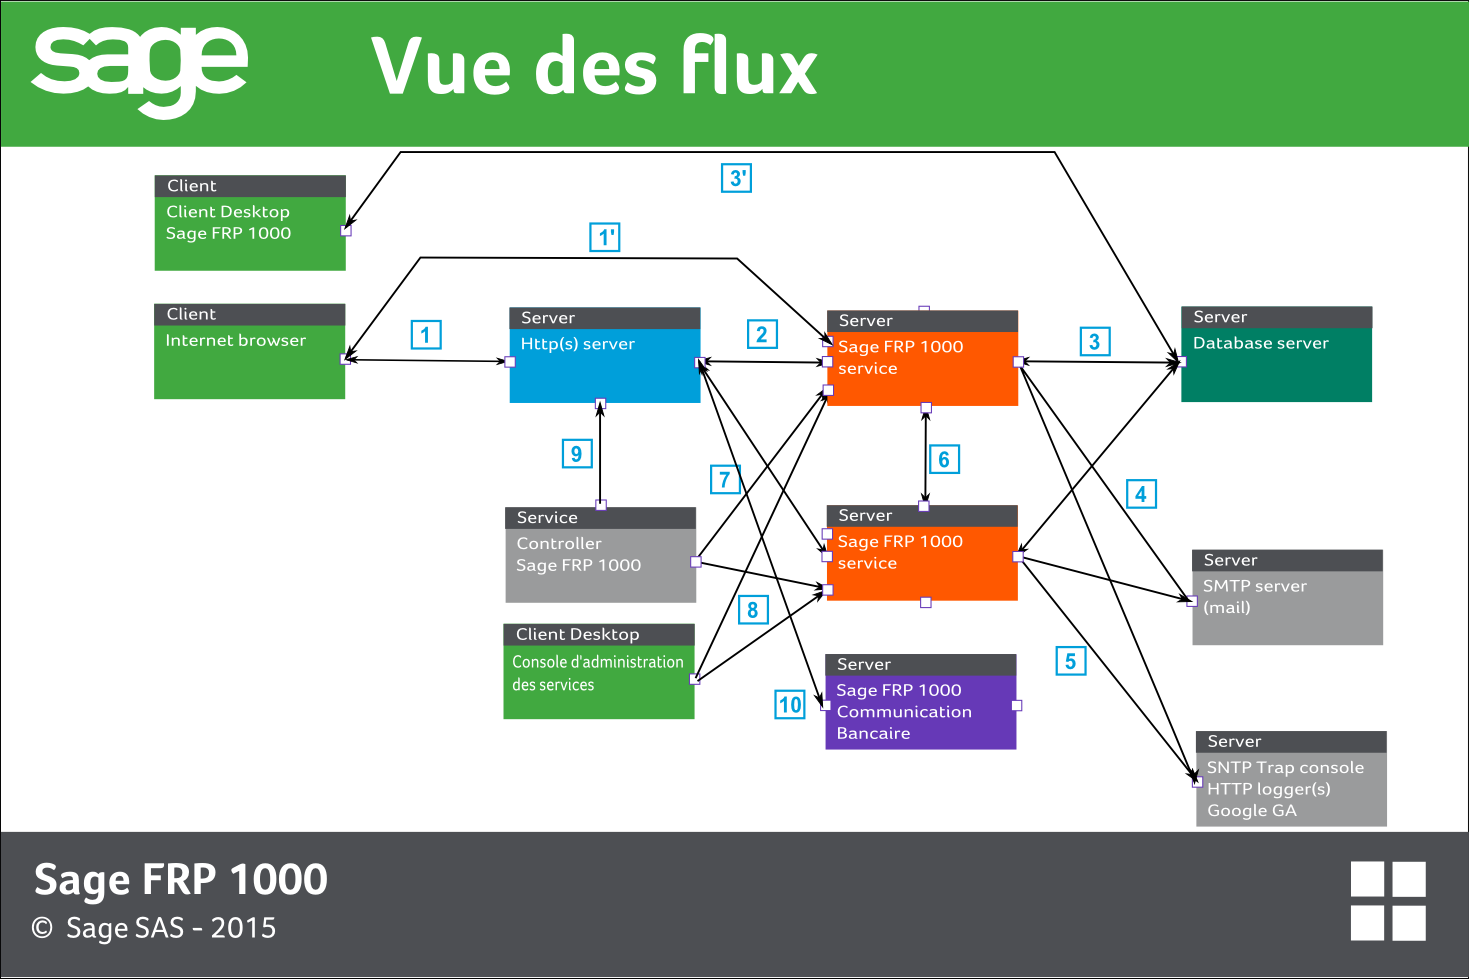 sage
Vue des flux
3'
Client
Client Desktop
Sage FRP 1000
1'
Client
Internet browser
1
Server
Http(s) server
2
Server
Sage FRP 1000
service
3
Server
Database server
9
7
6
4
Service
Controller
Sage FRP 1000
Server
Sage FRP 1000
service
Server
SMTP server
(mail)
8
Client Desktop
Console d'administration
des services
5
10
Server
Sage FRP 1000
Communication
Bancaire
Server
SNTP Trap console
HTTP logger(s)
Google GA
Sage FRP 1000
© Sage SAS - 2015